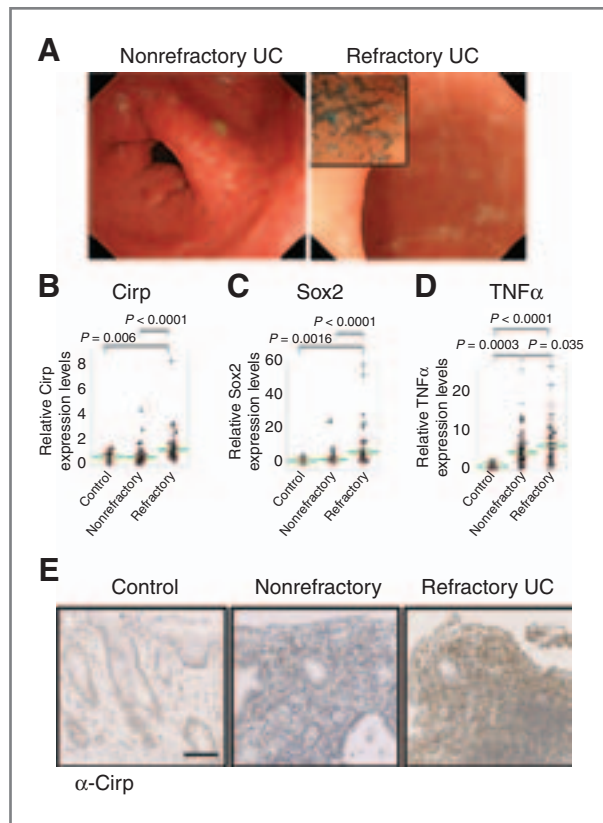 A
Nonrefractory UC Refractory UC
B Cirp
P < 0.0001
P = 0.006
Relative Cirp
expression levels
8
6
4
2
0
Control
Nonrefractory
Refractory
C Sox2
P < 0.0001
P = 0.0016
Relative Sox2
expression levels
60
40
20
0
Control
Nonrefractory
Refractory
D TNFα
P < 0.0001
P = 0.0003 P = 0.035
Relative TNFα
expression levels
30
20
10
0
Control
Nonrefractory
Refractory
E
Control Nonrefractory Refractory UC
α-Cirp